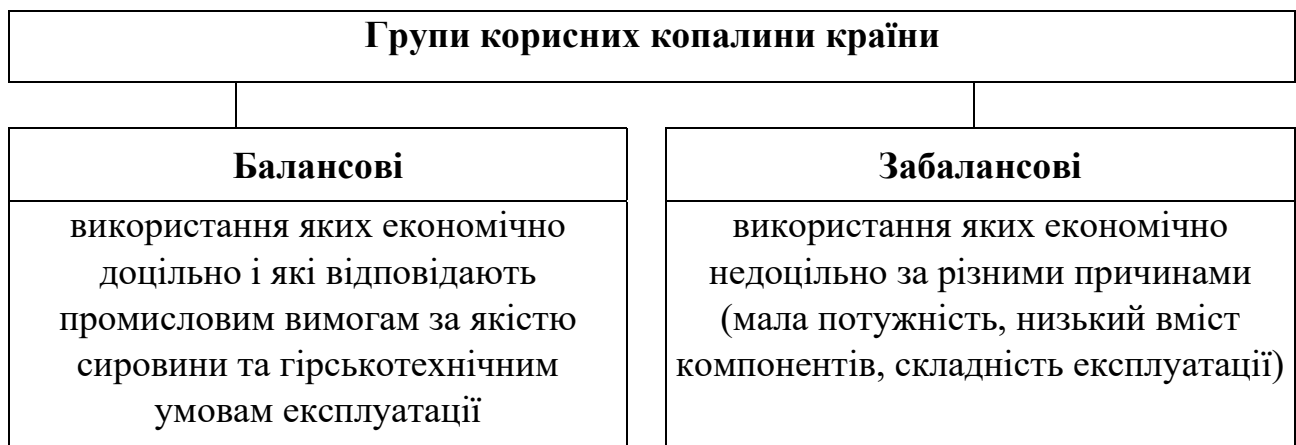 Групи корисних копалини країни
Балансові
використання яких економічно
доцільно і які відповідають
промисловим вимогам за якістю
сировини та гірськотехнічним
умовам експлуатації
Забалансові
використання яких економічно
недоцільно за різними причинами
(мала потужність, низький вміст
компонентів, складність експлуатації)